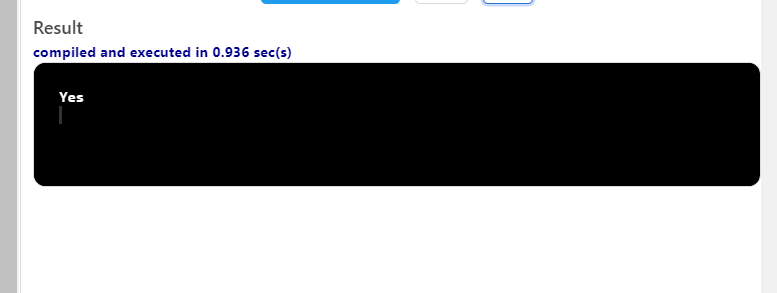 Result
compiled and executed in 0.936 sec(s)
Yes